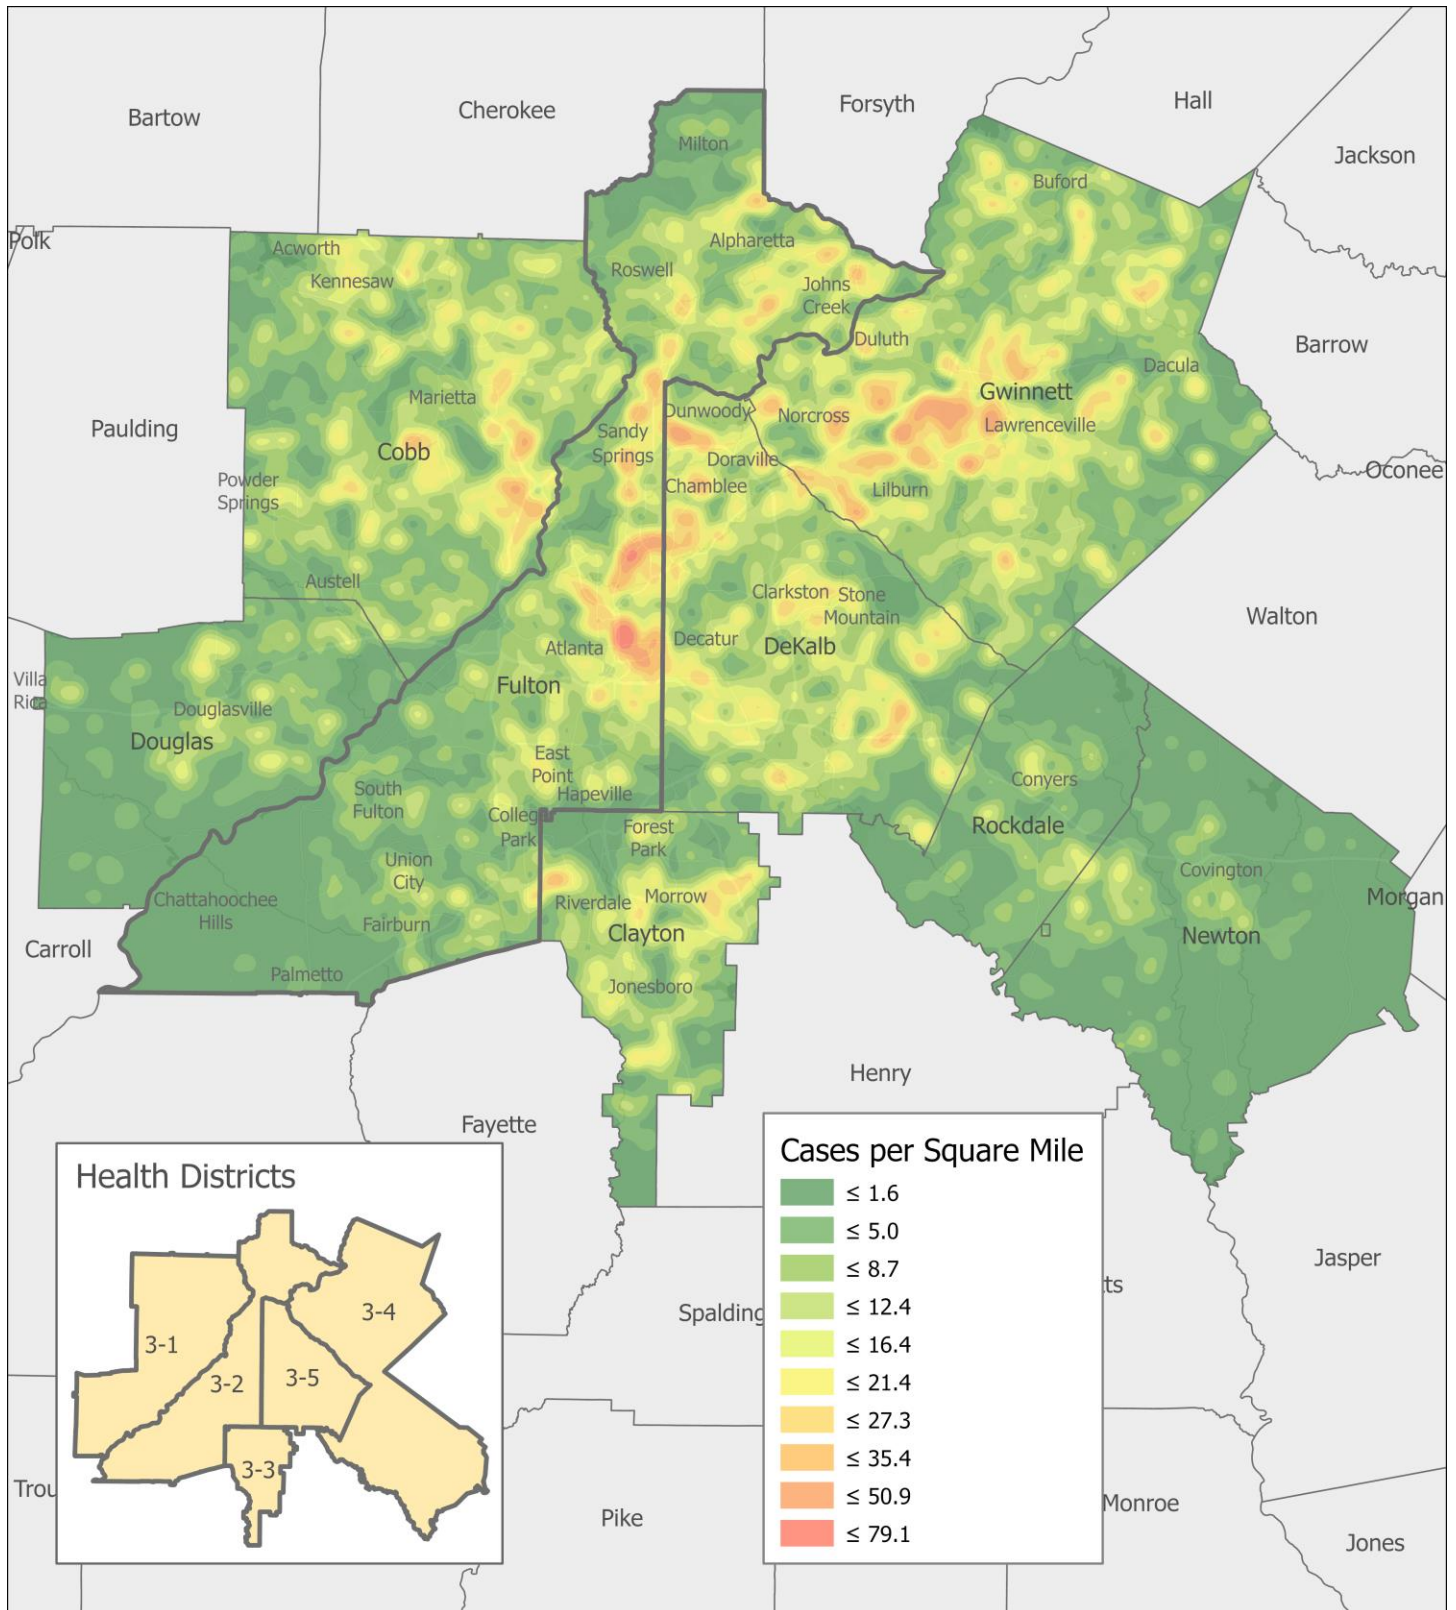 Bartow
Cherokee
Forsyth
Hall
Jackson
Milton
Buford
Polk
Acworth
Kennesaw
Roswell
Alpharetta
Johns
Creek
Duluth
Dacula
Barrow
Paulding
Marietta
Cobb
Powder
Springs
Austell
Sandy
Springs
Dunwoody
Norcross
Doraville
Chamblee
Gwinnett
Lawrenceville
Lilburn
Oconee
Walton
Clarkston
Stone
Mountain
Decatur
DeKalb
Atlanta
Fulton
Villa
Rica
Douglasville
Douglas
East
Point
Hapeville
South
Fulton
Colleg
Park
Forest
Park
Conyers
Rockdale
Union
City
Riverdale
Morrow
Clayton
Covington
Newton
Morgan
Chattahoochee
Hills
Fairburn
Carroll
Palmetto
Jonesboro
Henry
Fayette
Spalding
ts
Jasper
Trou
Pike
Monroe
Jones
Health Districts
3-1
3-2
3-3
3-4
3-5
Cases per Square Mile
≤ 1.6
≤ 5.0
≤ 8.7
≤ 12.4
≤ 16.4
≤ 21.4
≤ 27.3
≤ 35.4
≤ 50.9
≤ 79.1